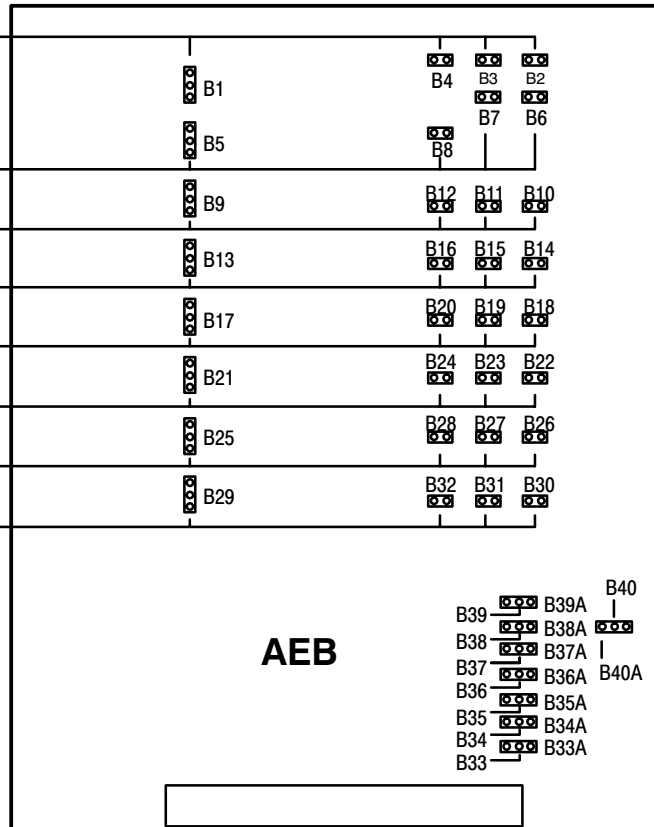 B1 B4 B3 B2
B7 B6
B5 B8
B9 B12 B11 B10
B13 B16 B15 B14
B17 B20 B19 B18
B21 B24 B23 B22
B25 B28 B27 B26
B29 B32 B31 B30
B40
B39 B39A
B38 B38A
B37 B37A
B36 B36A B40A
B35 B35A
B34 B34A
B33 B33A
AEB